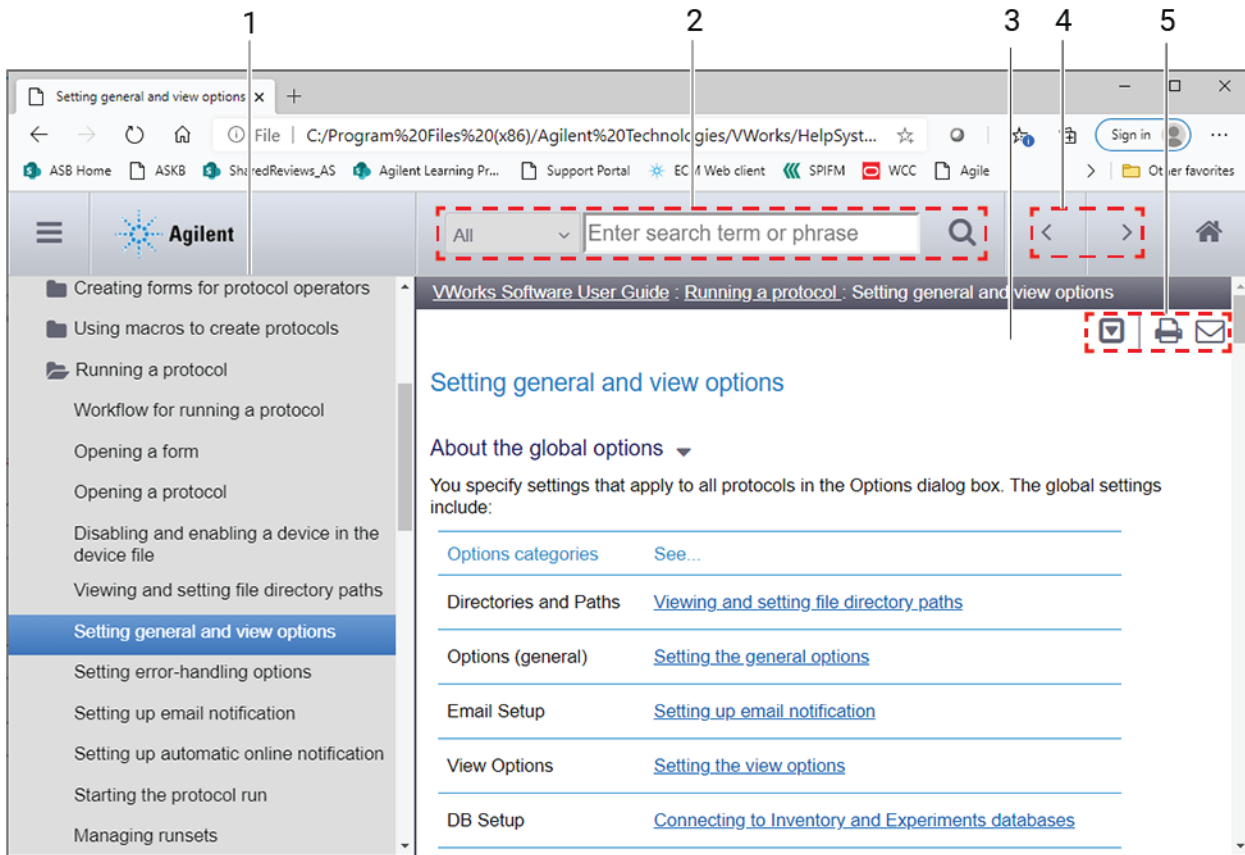 1 2 3 4 5
Setting general and view options
File | C:/Program%20Files%20(x86)/Agilent%20Technologies/VWorks/HelpSyst...
Sign in
ASB Home ASKB SharedReviews_AS Agilent Learning Pr... Support Portal Web client SPIFM WCC Agile favorites
Agilent
All Enter search term or phrase
Creating forms for protocol operators
Using macros to create protocols
Running a protocol
Workflow for running a protocol
Opening a form
Opening a protocol
Disabling and enabling a device in the
device file
Viewing and setting file directory paths
Setting general and view options
Setting error-handling options
Setting up email notification
Setting up automatic online notification
Starting the protocol run
Managing runsets
VWorks Software User Guide : Running a protocol : Setting general and view options
Setting general and view options
About the global options
You specify settings that apply to all protocols in the Options dialog box. The global settings
include:
Options categories See...
Directories and Paths Viewing and setting file directory paths
Options (general) Setting the general options
Email Setup Setting up email notification
View Options Setting the view options
DB Setup Connecting to Inventory and Experiments databases